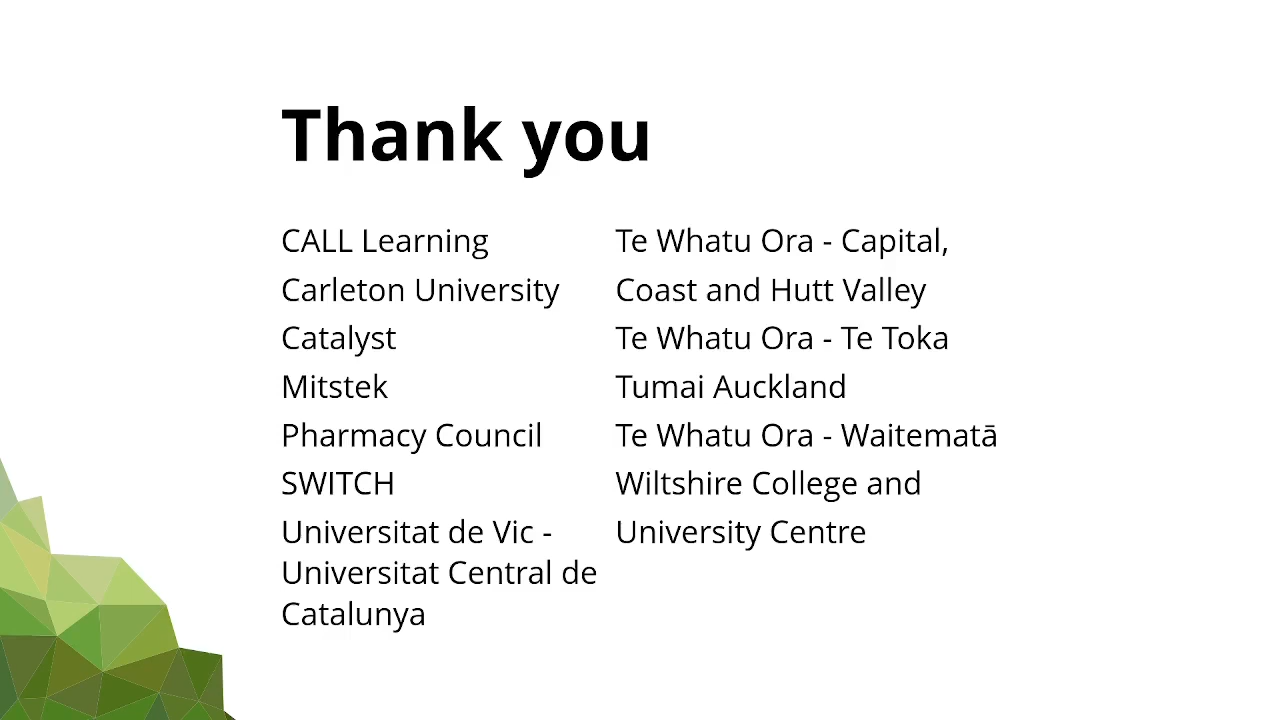 Thank you
CALL Learning
Carleton University
Catalyst
Mitstek
Pharmacy Council
SWITCH
Universitat de Vic -
Universitat Central de
Catalunya
Te Whatu Ora - Capital,
Coast and Hutt Valley
Te Whatu Ora - Te Toka
Tumai Auckland
Te Whatu Ora - Waitematā
Wiltshire College and
University Centre